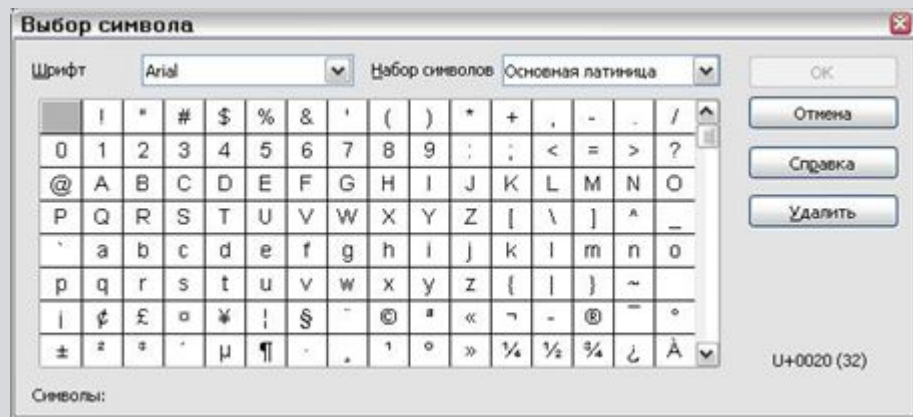 Выбор символа
Шрифт Arial Набор символов Основная латиница OK
! " # $ % & ' ( ) * + , - . / Отмена
0 1 2 3 4 5 6 7 8 9 : ; < = > ? Справка
@ A B C D E F G H I J K L M N O
P Q R S T U V W X Y Z [ \ ] ^ _ Удалить
` a b c d e f g h i j k l m n o
p q r s t u v w x y z { | } ~
¡ ¢ £ ¤ ¥ ¦ § ¨ © ª « ¬ - ® ¯ °
± ² ³ ´ µ ¶ · ¸ ¹ º » ¼ ½ ¾ ¿ À U+0020 (32)
Символы: